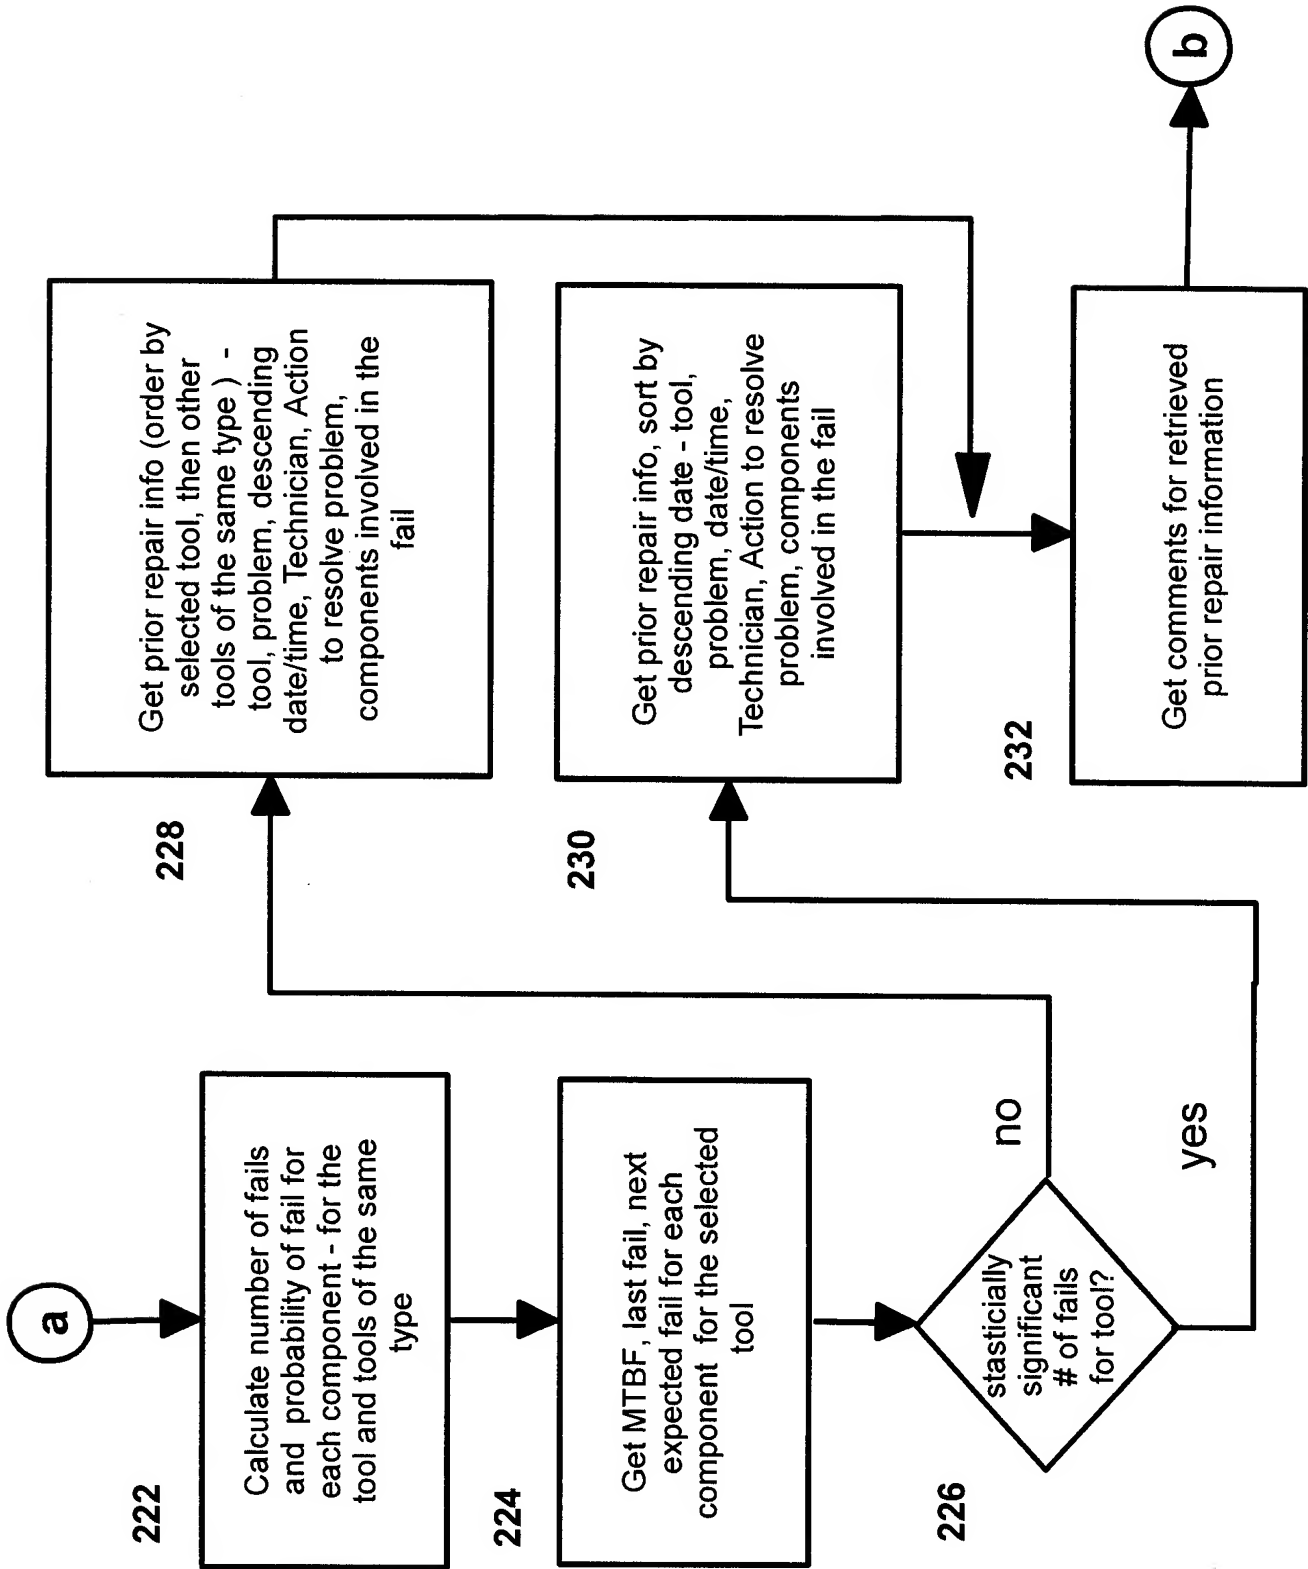 a
222
Calculate number of fails
and probability of fail for
each component - for the
tool and tools of the same
type
224
Get MTBF, last fail, next
expected fail for each
component for the selected
tool
226
stasticially
significant
# of fails
for tool?
no
yes
228
Get prior repair info (order by
selected tool, then other
tools of the same type ) -
tool, problem, descending
date/time, Technician, Action
to resolve problem,
components involved in the
fail
230
Get prior repair info, sort by
descending date - tool,
problem, date/time,
Technician, Action to resolve
problem, components
involved in the fail
232
Get comments for retrieved
prior repair information
b